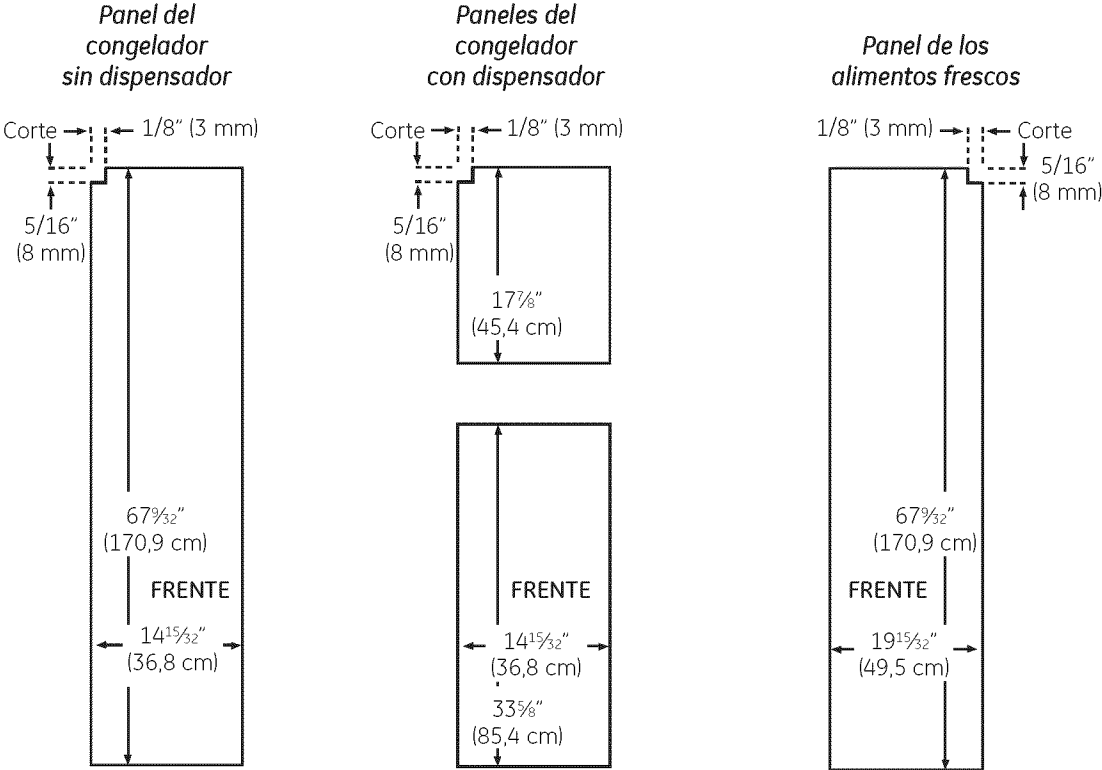 Panel del
congelador
sin dispensador
Corte
1/8” (3 mm)
5/16”
(8 mm)
67⁹⁄₃₂”
(170,9 cm)
FRENTE
14¹⁵⁄₃₂”
(36,8 cm)
Paneles del
congelador
con dispensador
Corte
1/8” (3 mm)
5/16”
(8 mm)
17⅞”
(45,4 cm)
FRENTE
14¹⁵⁄₃₂”
(36,8 cm)
33⅝”
(85,4 cm)
Panel de los
alimentos frescos
1/8” (3 mm)
Corte
5/16”
(8 mm)
67⁹⁄₃₂”
(170,9 cm)
FRENTE
19¹⁵⁄₃₂”
(49,5 cm)